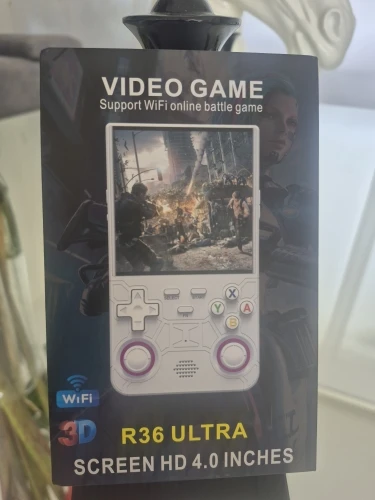 VIDEO GAME
Support WiFi online battle game
X
Y A
B
WiFi
3D
R36 ULTRA
SCREEN HD 4.0 INCHES